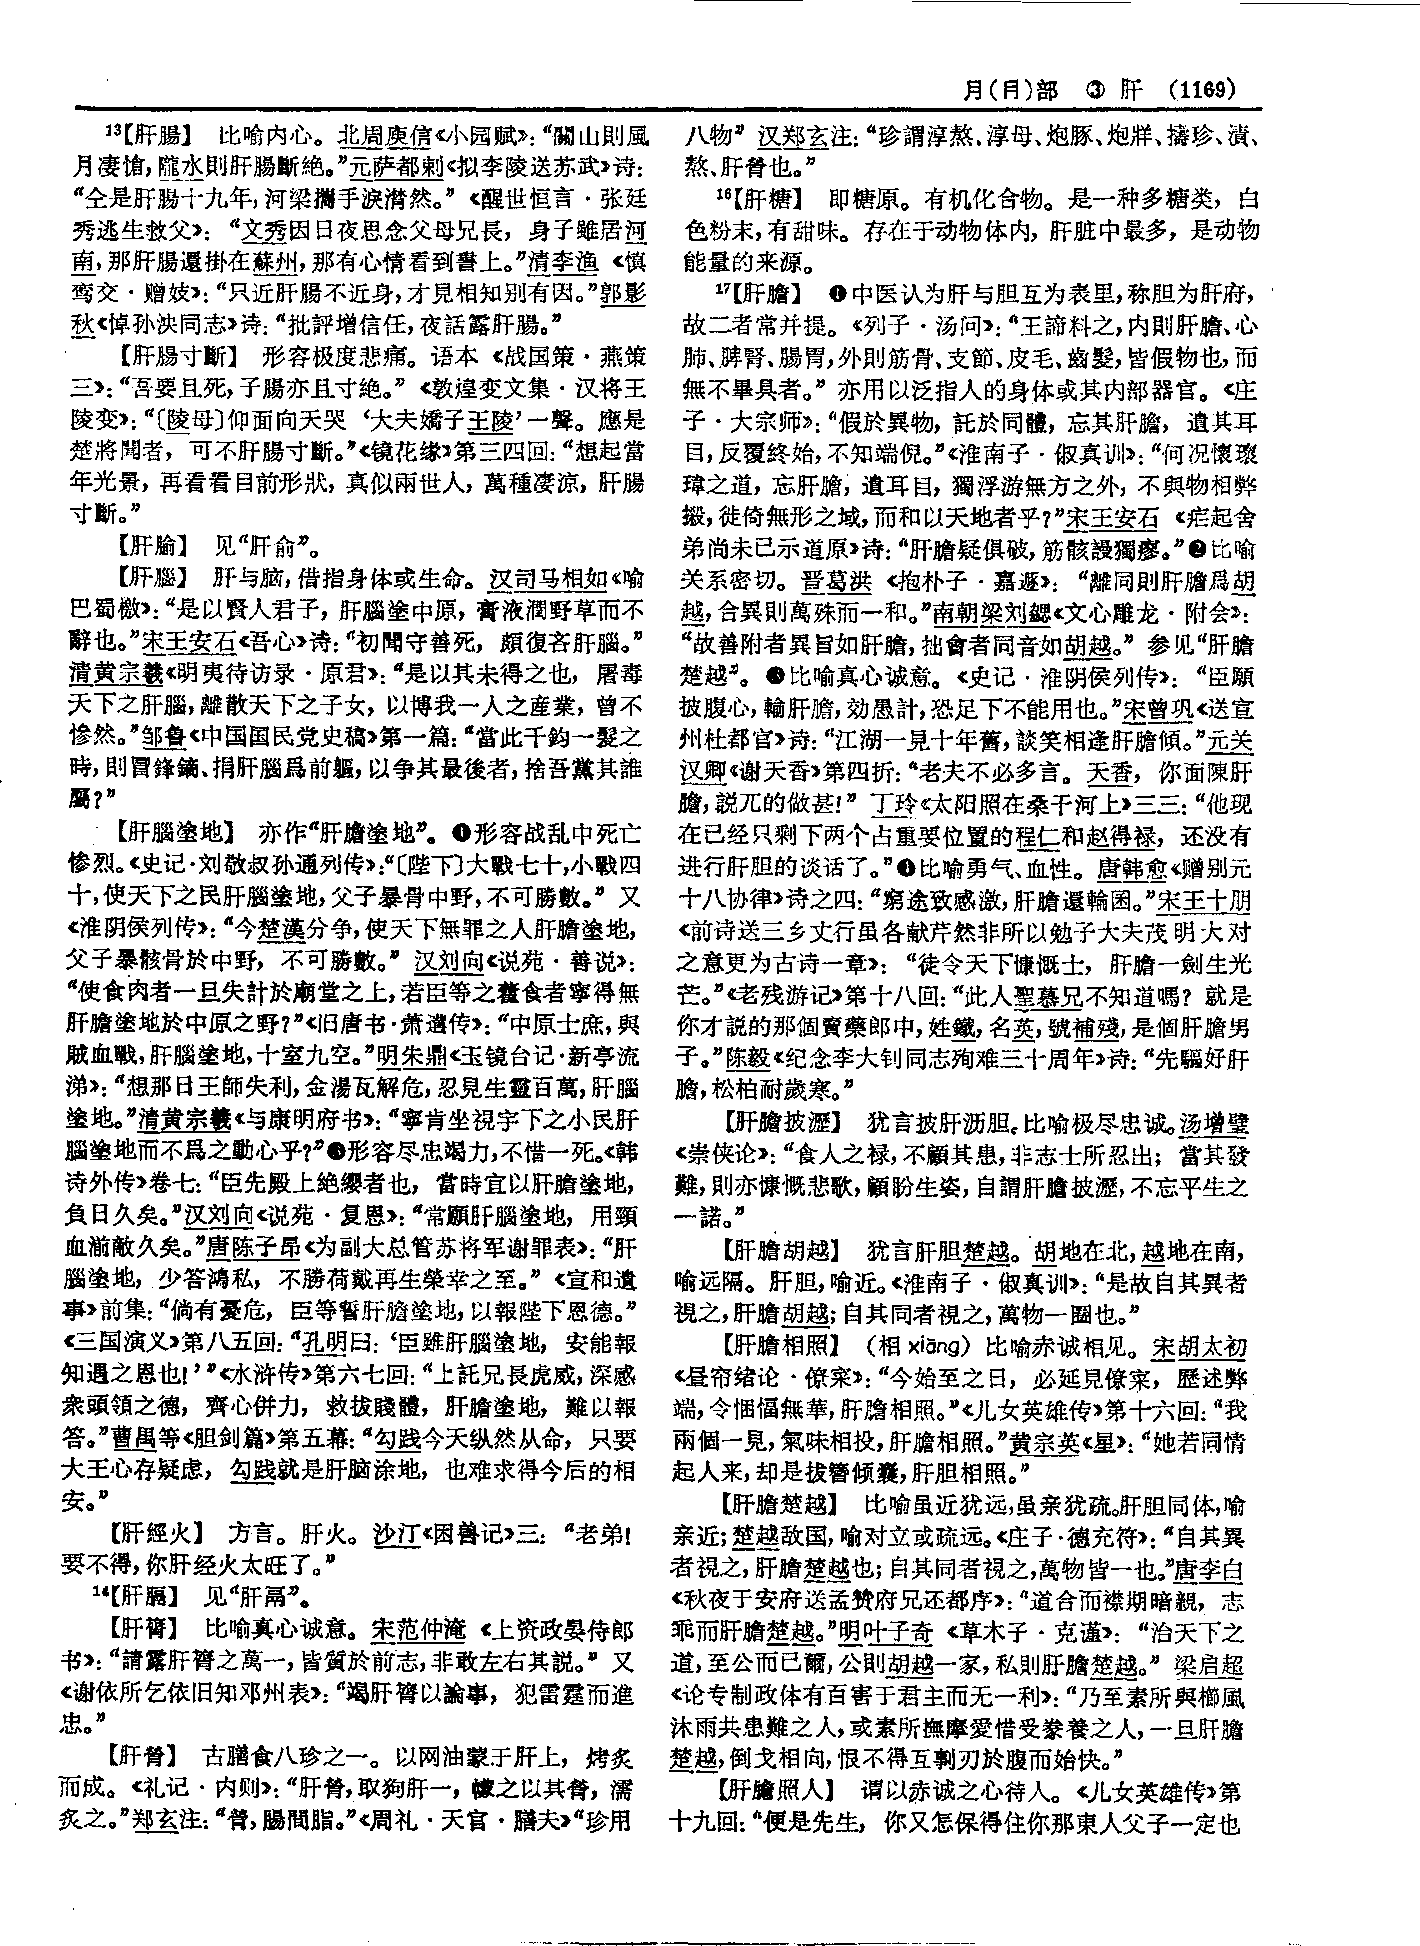 月(⺼)部 ③ 肝 (1169)
¹³【肝腸】 比喻内心。北周庾信《小园赋》：“關山則風
月凄愴，隴水則肝腸斷絶。”元萨都剌《拟李陵送苏武》诗：
“仝是肝腸十九年，河梁攜手淚潸然。”《醒世恒言·张廷
秀逃生救父》：“文秀因日夜思念父母兄長，身子雖居河
南，那肝腸還掛在蘇州，那有心情看到書上。”清李渔《慎
鸾交·赠妓》：“只近肝腸不近身，才見相知别有因。”郭影
秋《悼孙泱同志》诗：“批評增信任，夜話露肝腸。”
【肝腸寸斷】 形容极度悲痛。语本《战国策·燕策
三》：“吾要且死，子腸亦且寸絶。”《敦煌变文集·汉将王
陵变》：“〔陵母〕仰面向天哭‘大夫嬌子王陵’一聲。應是
楚將聞者，可不肝腸寸斷。”《镜花缘》第三四回：“想起當
年光景，再看看目前形狀，真似兩世人，萬種凄涼，肝腸
寸斷。”
【肝腧】 见“肝俞”。
【肝腦】 肝与脑，借指身体或生命。汉司马相如《喻
巴蜀檄》：“是以賢人君子，肝腦塗中原，膏液潤野草而不
辭也。”宋王安石《吾心》诗：“初聞守善死，頗復吝肝腦。”
清黄宗羲《明夷待访录·原君》：“是以其未得之也，屠毒
天下之肝腦，離散天下之子女，以博我一人之産業，曾不
慘然。”邹鲁《中国国民党史稿》第一篇：“當此千鈞一髮之
時，則冒鋒鏑、捐肝腦爲前軀，以争其最後者，捨吾黨其誰
屬？”
【肝腦塗地】 亦作“肝膽塗地”。❶形容战乱中死亡
惨烈。《史记·刘敬叔孙通列传》：“〔陛下〕大戰七十，小戰四
十，使天下之民肝腦塗地，父子暴骨中野，不可勝數。”又
《淮阴侯列传》：“今楚漢分争，使天下無罪之人肝膽塗地，
父子暴骸骨於中野，不可勝數。”汉刘向《说苑·善说》：
“使食肉者一旦失計於廟堂之上，若臣等之藿食者寧得無
肝膽塗地於中原之野？”《旧唐书·萧遘传》：“中原士庶，與
賊血戰，肝腦塗地，十室九空。”明朱鼎《玉镜台记·新亭流
涕》：“想那日王師失利，金湯瓦解危，忍見生靈百萬，肝腦
塗地。”清黄宗羲《与康明府书》：“寧肯坐視宇下之小民肝
腦塗地而不爲之動心乎？”❷形容尽忠竭力，不惜一死。《韩
诗外传》卷七：“臣先殿上絶纓者也，當時宜以肝膽塗地，
負日久矣。”汉刘向《说苑·复恩》：“常願肝腦塗地，用頸
血湔敵久矣。”唐陈子昂《为副大总管苏将军谢罪表》：“肝
腦塗地，少答鴻私，不勝荷戴再生榮幸之至。”《宣和遗
事》前集：“倘有憂危，臣等誓肝膽塗地，以報陛下恩德。”
《三国演义》第八五回：“孔明曰：‘臣雖肝腦塗地，安能報
知遇之恩也！’”《水浒传》第六七回：“上託兄長虎威，深感
衆頭領之德，齊心併力，救拔賤體，肝膽塗地，難以報
答。”曹禺等《胆剑篇》第五幕：“勾践今天纵然从命，只要
大王心存疑虑，勾践就是肝脑涂地，也难求得今后的相
安。”
【肝經火】 方言。肝火。沙汀《因善记》三：“老弟！
要不得，你肝经火太旺了。”
¹⁴【肝膈】 见“肝鬲”。
【肝膂】 比喻真心诚意。宋范仲淹《上资政晏侍郎
书》：“請露肝膂之萬一，皆質於前志，非敢左右其説。”又
《谢依所乞依旧知邓州表》：“竭肝膂以論事，犯雷霆而進
忠。”
【肝膋】 古膳食八珍之一。以网油蒙于肝上，烤炙
而成。《礼记·内则》：“肝膋，取狗肝一，幪之以其膋，濡
炙之。”郑玄注：“膋，腸間脂。”《周礼·天官·膳夫》“珍用
八物” 汉郑玄注：“珍謂淳熬、淳母、炮豚、炮牂、擣珍、漬、
熬、肝膋也。”
¹⁶【肝糖】 即糖原。有机化合物。是一种多糖类，白
色粉末，有甜味。存在于动物体内，肝脏中最多，是动物
能量的来源。
¹⁷【肝膽】 ❶中医认为肝与胆互为表里，称胆为肝府，
故二者常并提。《列子·汤问》：“王諦料之，内則肝膽、心
肺、脾腎、腸胃，外則筋骨、支節、皮毛、齒髮，皆假物也，而
無不畢具者。”亦用以泛指人的身体或其内部器官。《庄
子·大宗师》：“假於異物，託於同體，忘其肝膽，遺其耳
目，反覆終始，不知端倪。”《淮南子·俶真训》：“何况懷瓌
瑋之道，忘肝膽，遺耳目，獨浮游無方之外，不與物相弊
摋，徙倚無形之域，而和以天地者乎？”宋王安石《疟起舍
弟尚未已示道原》诗：“肝膽疑俱破，筋骸謾獨瘳。”❷比喻
关系密切。晋葛洪《抱朴子·嘉遯》：“離同則肝膽爲胡
越，合異則萬殊而一和。”南朝梁刘勰《文心雕龙·附会》：
“故善附者異旨如肝膽，拙會者同音如胡越。”参见“肝膽
楚越”。❸比喻真心诚意。《史记·淮阴侯列传》：“臣願
披腹心，輸肝膽，効愚計，恐足下不能用也。”宋曾巩《送宣
州杜都官》诗：“江湖一見十年舊，談笑相逢肝膽傾。”元关
汉卿《谢天香》第四折：“老夫不必多言。天香，你面陳肝
膽，説兀的做甚！”丁玲《太阳照在桑干河上》三三：“他现
在已经只剩下两个占重要位置的程仁和赵得禄，还没有
进行肝胆的谈话了。”❹比喻勇气、血性。唐韩愈《赠别元
十八协律》诗之四：“窮途致感激，肝膽還輪囷。”宋王十朋
《前诗送三乡丈行虽各献芹然非所以勉子大夫茂明大对
之意更为古诗一章》：“徒令天下慷慨士，肝膽一劍生光
芒。”《老残游记》第十八回：“此人聖慕兄不知道嗎？就是
你才説的那個賣藥郎中，姓鐵，名英，號補殘，是個肝膽男
子。”陈毅《纪念李大钊同志殉难三十周年》诗：“先驅好肝
膽，松柏耐歲寒。”
【肝膽披瀝】 犹言披肝沥胆。比喻极尽忠诚。汤增璧
《崇侠论》：“食人之禄，不顧其患，非志士所忍出；當其發
難，則亦慷慨悲歌，顧盼生姿，自謂肝膽披瀝，不忘平生之
一諾。”
【肝膽胡越】 犹言肝胆楚越。胡地在北，越地在南，
喻远隔。肝胆，喻近。《淮南子·俶真训》：“是故自其異者
視之，肝膽胡越；自其同者視之，萬物一圈也。”
【肝膽相照】 （相 xiāng）比喻赤诚相见。宋胡太初
《昼帘绪论·僚寀》：“今始至之日，必延見僚寀，歷述弊
端，令悃愊無華，肝膽相照。”《儿女英雄传》第十六回：“我
兩個一見，氣味相投，肝膽相照。”黄宗英《星》：“她若同情
起人来，却是拔簪倾囊，肝胆相照。”
【肝膽楚越】 比喻虽近犹远，虽亲犹疏。肝胆同体，喻
亲近；楚越敌国，喻对立或疏远。《庄子·德充符》：“自其異
者視之，肝膽楚越也；自其同者視之，萬物皆一也。”唐李白
《秋夜于安府送孟赞府兄还都序》：“道合而襟期暗親，志
乖而肝膽楚越。”明叶子奇《草木子·克谨》：“治天下之
道，至公而已爾，公則胡越一家，私則肝膽楚越。”梁启超
《论专制政体有百害于君主而无一利》：“乃至素所與櫛風
沐雨共患難之人，或素所撫摩愛惜受豢養之人，一旦肝膽
楚越，倒戈相向，恨不得互剚刃於腹而始快。”
【肝膽照人】 谓以赤诚之心待人。《儿女英雄传》第
十九回：“便是先生，你又怎保得住你那東人父子一定也